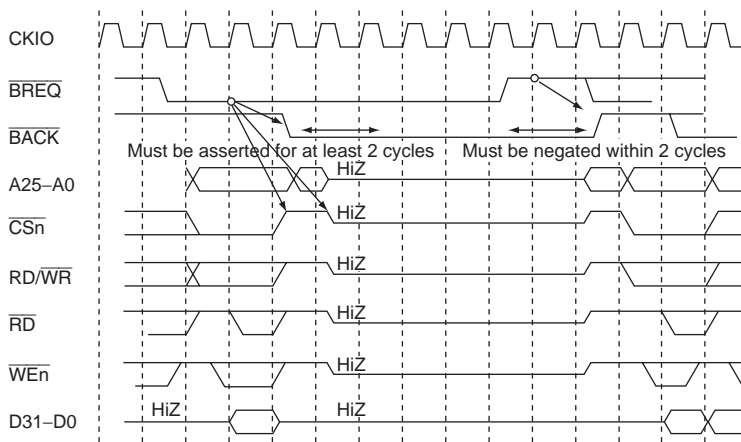 CKIO
BREQ
BACK
Must be asserted for at least 2 cycles Must be negated within 2 cycles
A25–A0 HiZ
CSn HiZ
RD/WR HiZ
RD HiZ
WEn HiZ
D31–D0 HiZ HiZ